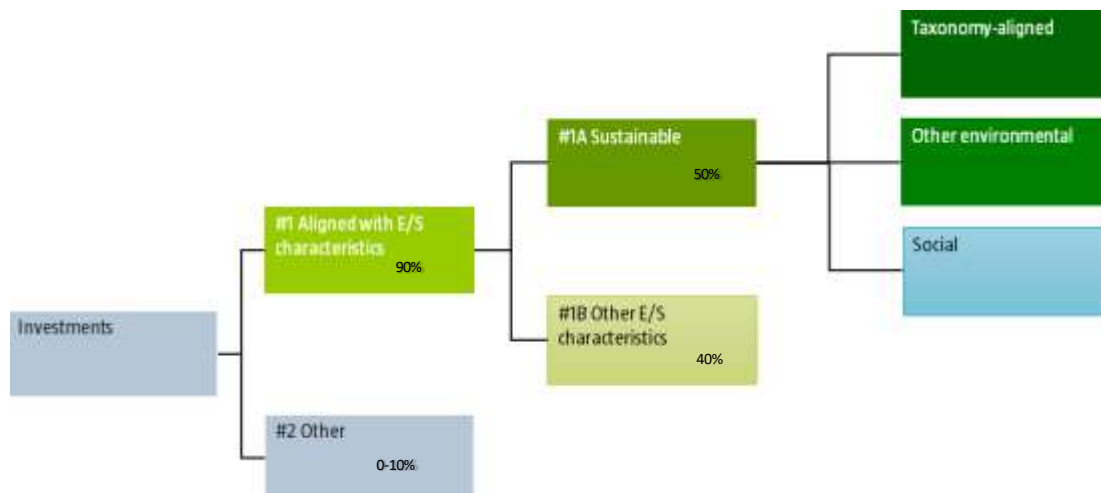 Taxonomy-aligned
#1A Sustainable
50%
Other environmental
#1 Aligned with E/S
characteristics
90%
Social
#1B Other E/S
characteristics
40%
Investments
#2 Other
0-10%